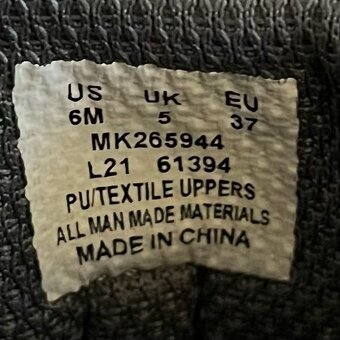 US UK EU
6M 5 37
MK265944
L21 61394
PU/TEXTILE UPPERS
ALL MAN MADE MATERIALS
MADE IN CHINA